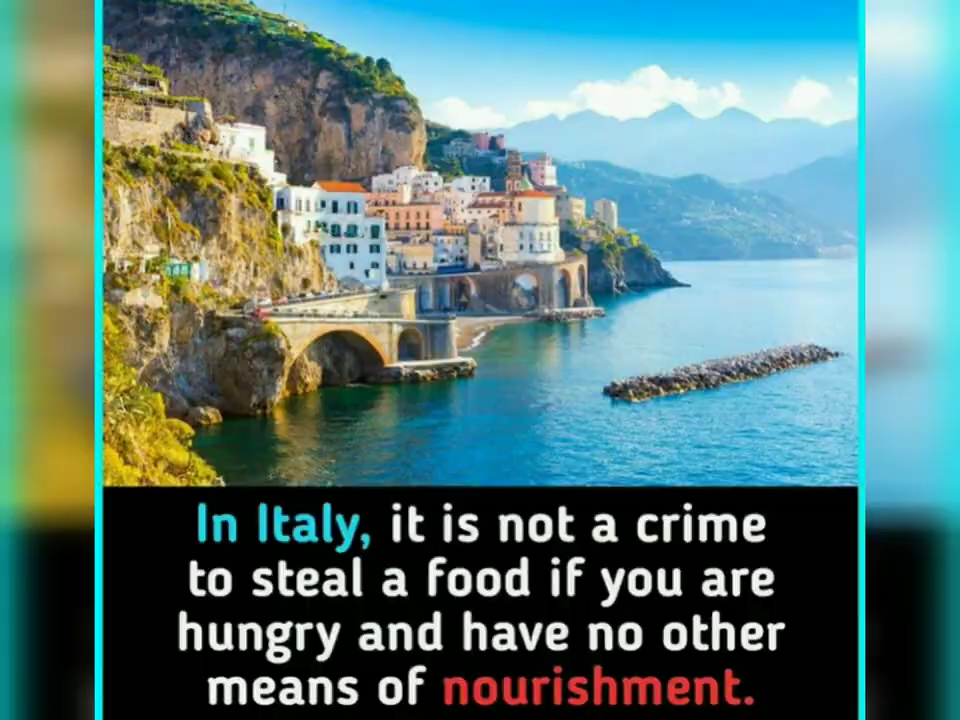 In Italy, it is not a crime
to steal a food if you are
hungry and have no other
means of nourishment.